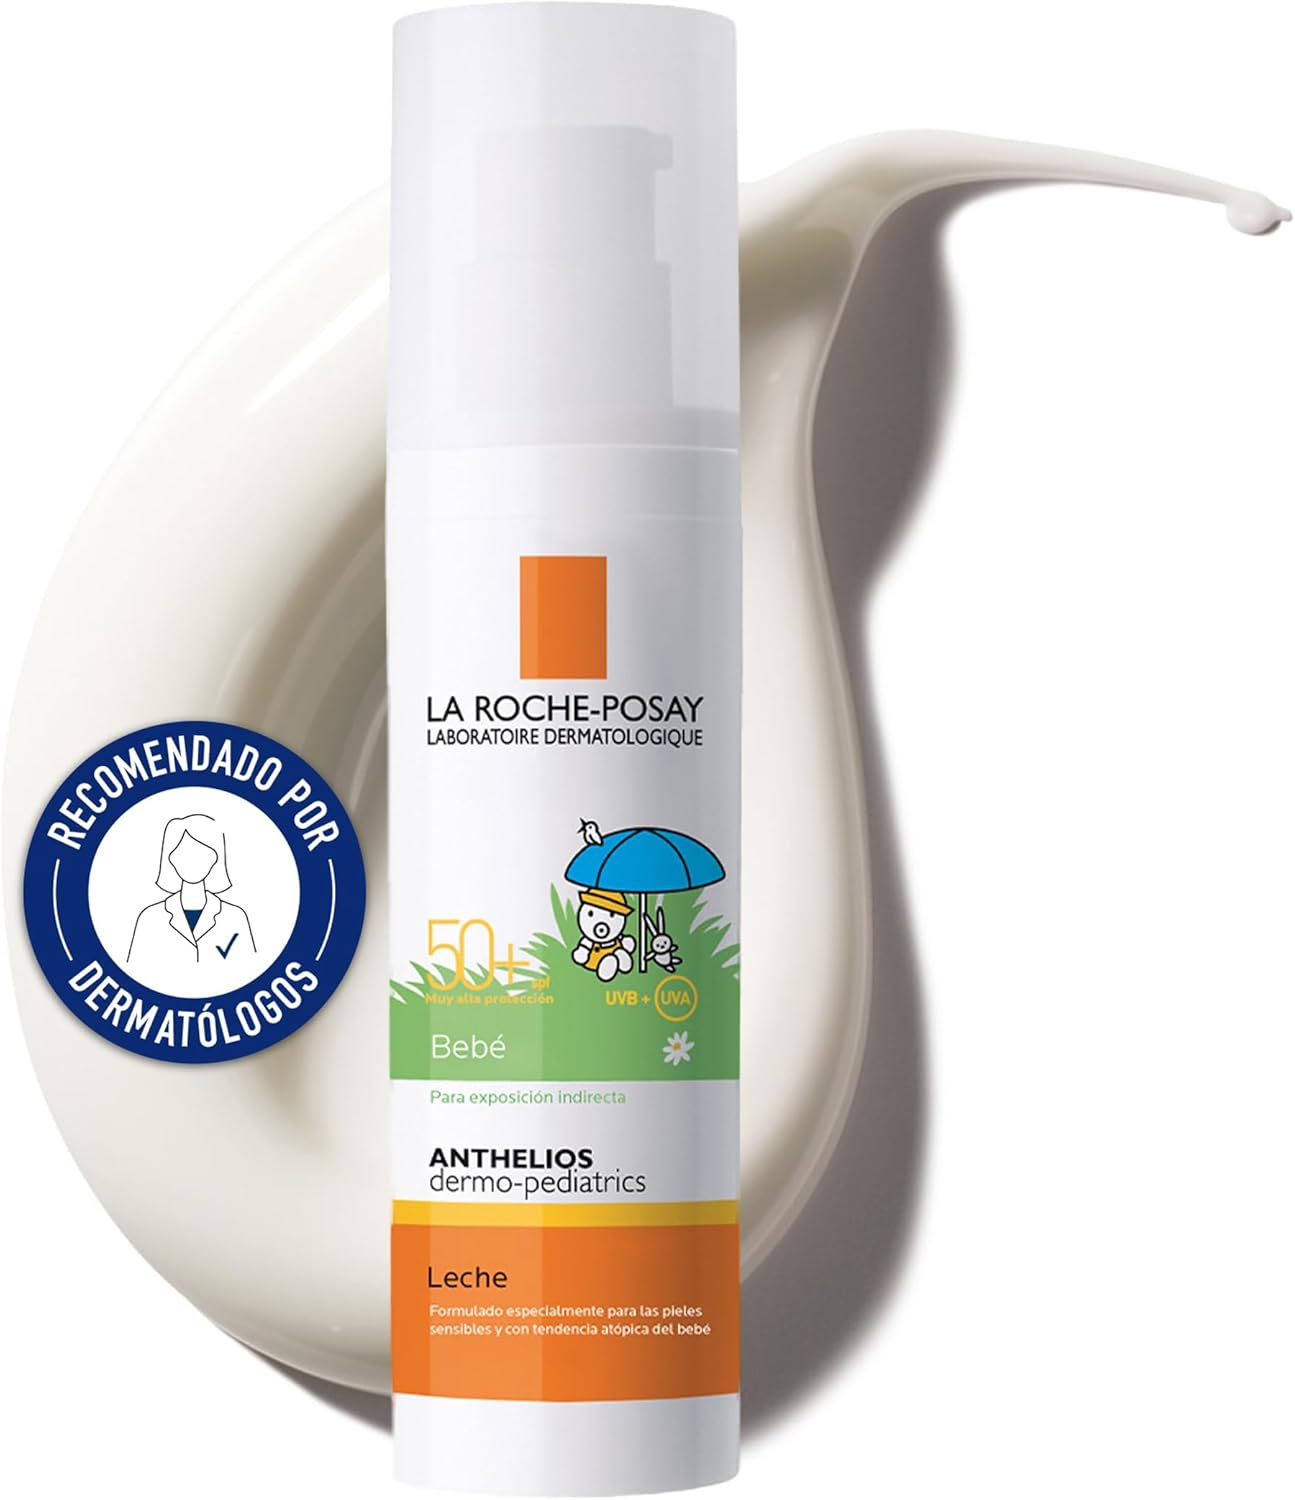 LA ROCHE-POSAY
LABORATOIRE DERMATOLOGIQUE
RECOMENDADO POR
DERMATÓLOGOS
50+ spf
Muy alta protección
UVB + UVA
Bebé
Para exposición indirecta
ANTHELIOS
dermo-pediatrics
Leche
Formulado especialmente para las pieles
sensibles y con tendencia atópica del bebé